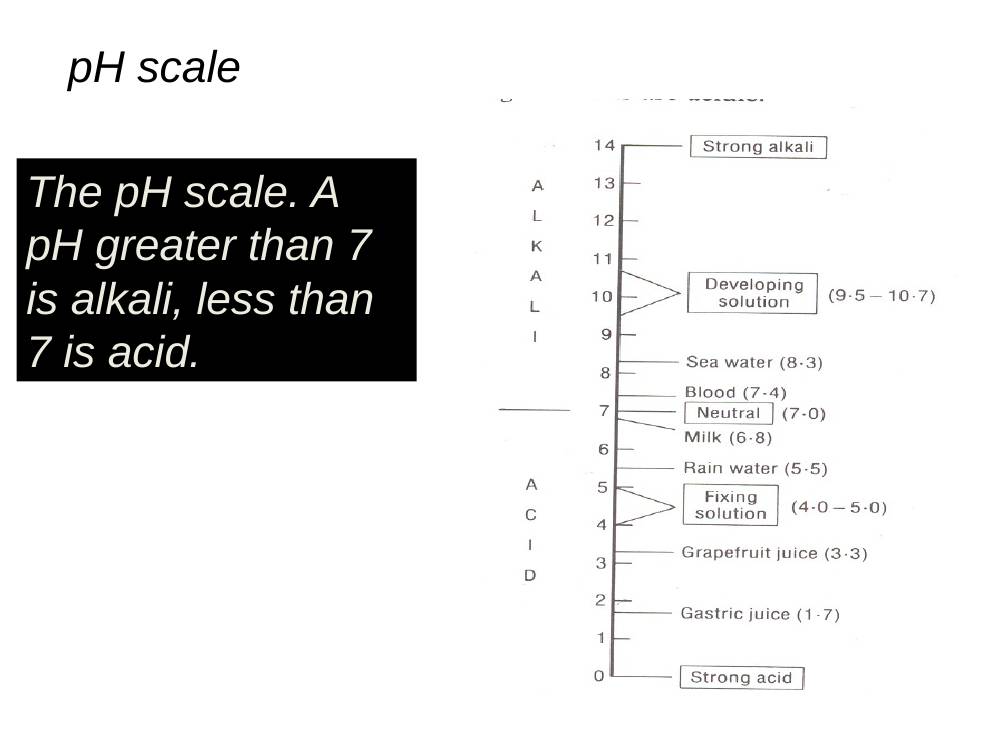 pH scale
The pH scale. A
pH greater than 7
is alkali, less than
7 is acid.
14 Strong alkali
A 13
L 12
K 11
A
Developing
solution (9·5 – 10·7)
10
L
I 9
Sea water (8·3)
8
Blood (7·4)
7 Neutral (7·0)
Milk (6·8)
6
Rain water (5·5)
A 5
Fixing
solution (4·0 – 5·0)
C 4
I
Grapefruit juice (3·3)
D 3
2
Gastric juice (1·7)
1
0 Strong acid